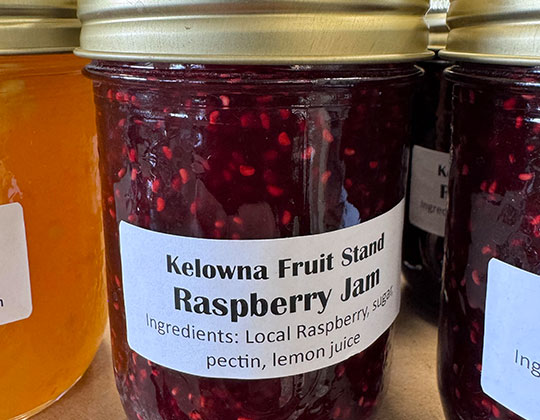 Kelowna Fruit Stand
Raspberry Jam
Ingredients: Local Raspberry, sugar,
pectin, lemon juice